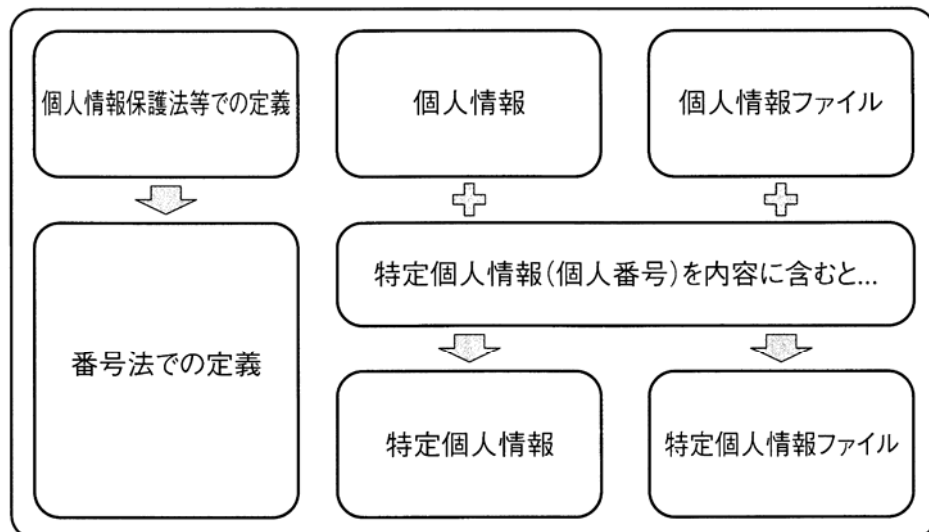 個人情報保護法等での定義
個人情報
個人情報ファイル
特定個人情報(個人番号)を内容に含むと...
番号法での定義
特定個人情報
特定個人情報ファイル